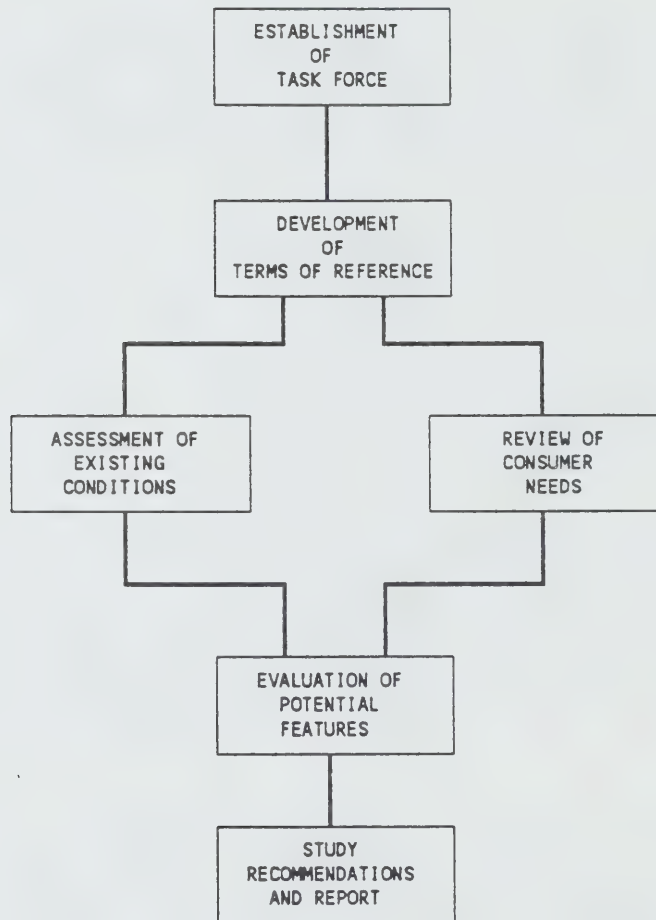 ESTABLISHMENT
OF
TASK FORCE
DEVELOPMENT
OF
TERMS OF REFERENCE
ASSESSMENT OF
EXISTING
CONDITIONS
REVIEW OF
CONSUMER
NEEDS
EVALUATION OF
POTENTIAL
FEATURES
STUDY
RECOMMENDATIONS
AND REPORT